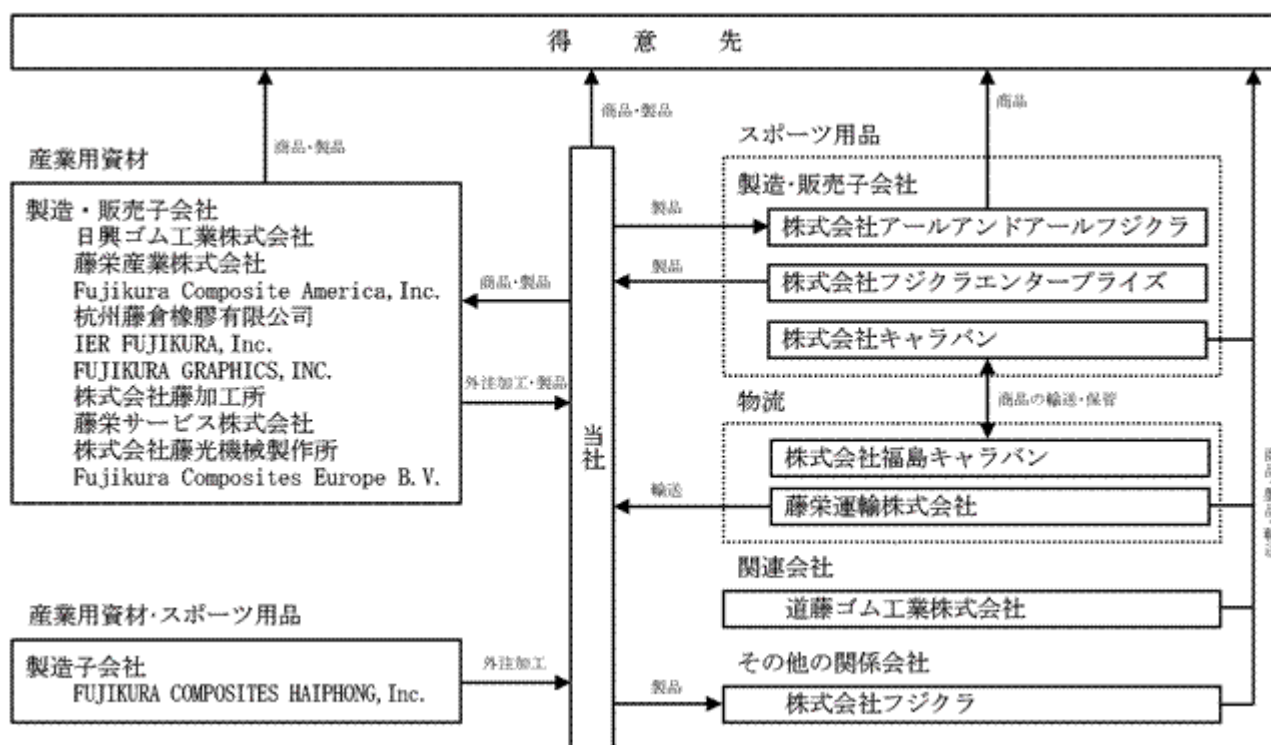 得意先
商品・製品
商品・製品
商品
産業用資材
製造・販売子会社
日興ゴム工業株式会社
藤栄産業株式会社
Fujikura Composite America,Inc.
杭州藤倉橡膠有限公司
IER FUJIKURA,Inc.
FUJIKURA GRAPHICS,INC.
株式会社藤加工所
藤栄サービス株式会社
株式会社藤光機械製作所
Fujikura Composites Europe B.V.
商品・製品
外注加工・製品
産業用資材・スポーツ用品
製造子会社
FUJIKURA COMPOSITES HAIPHONG,Inc.
外注加工
当社
スポーツ用品
製造・販売子会社
製品
株式会社アールアンドアールフジクラ
製品
株式会社フジクラエンタープライズ
株式会社キャラバン
商品の輸送・保管
物流
株式会社福島キャラバン
輸送
藤栄運輸株式会社
関連会社
道藤ゴム工業株式会社
その他の関係会社
製品
株式会社フジクラ
商品・製品・輸送